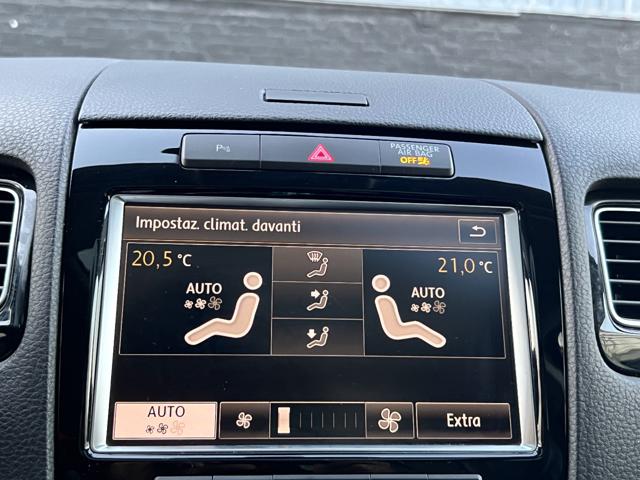 P
PASSENGER
AIR BAG
OFF
Impostaz. climat. davanti
20,5 °C
21,0 °C
AUTO
AUTO
AUTO
Extra